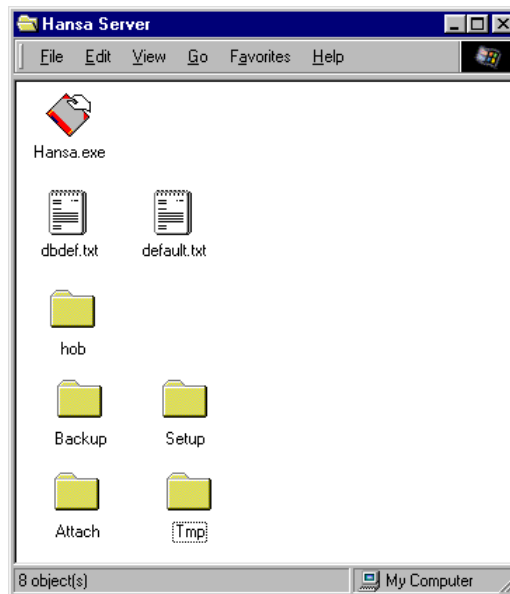 Hansa Server
File Edit View Go Favorites Help
Hansa.exe
dbdef.txt default.txt
hob
Backup Setup
Attach Tmp
8 object(s) My Computer